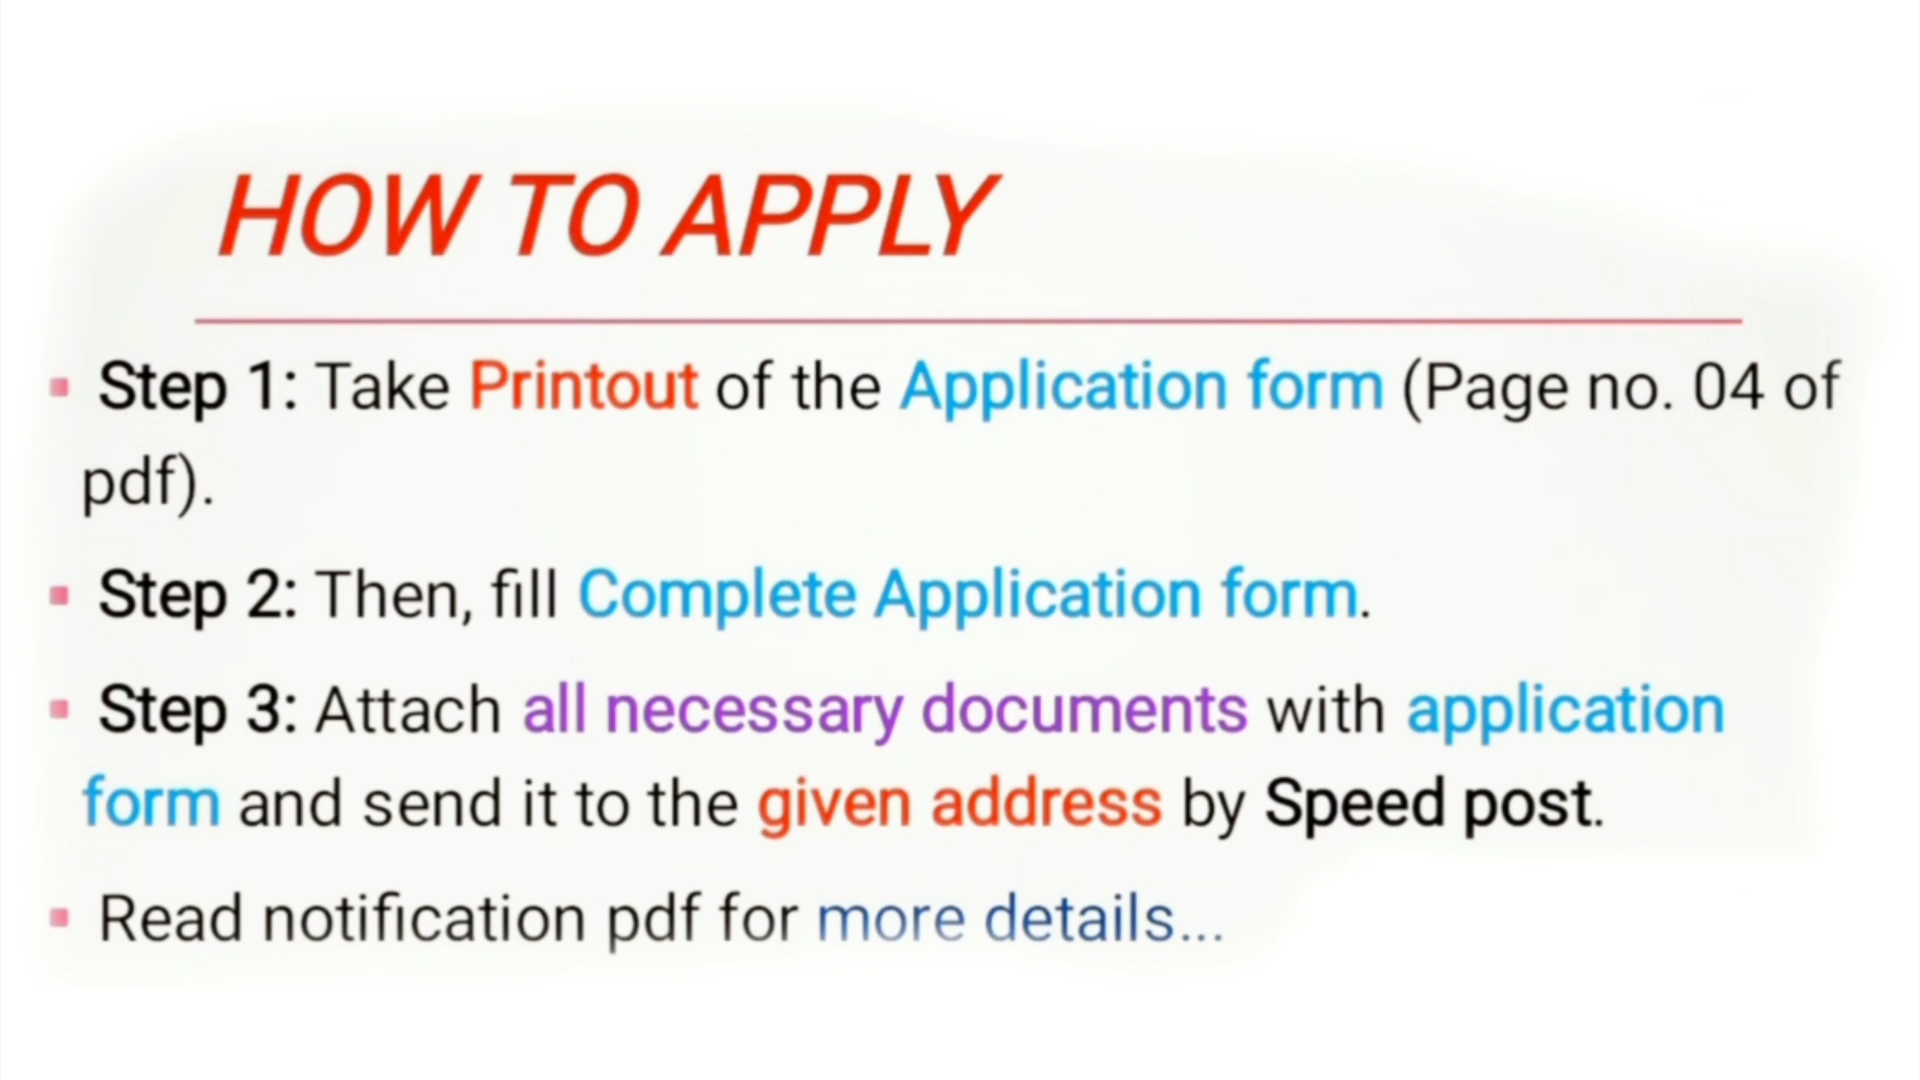 HOW TO APPLY
Step 1: Take Printout of the Application form (Page no. 04 of
pdf).
Step 2: Then, fill Complete Application form.
Step 3: Attach all necessary documents with application
form and send it to the given address by Speed post.
Read notification pdf for more details...